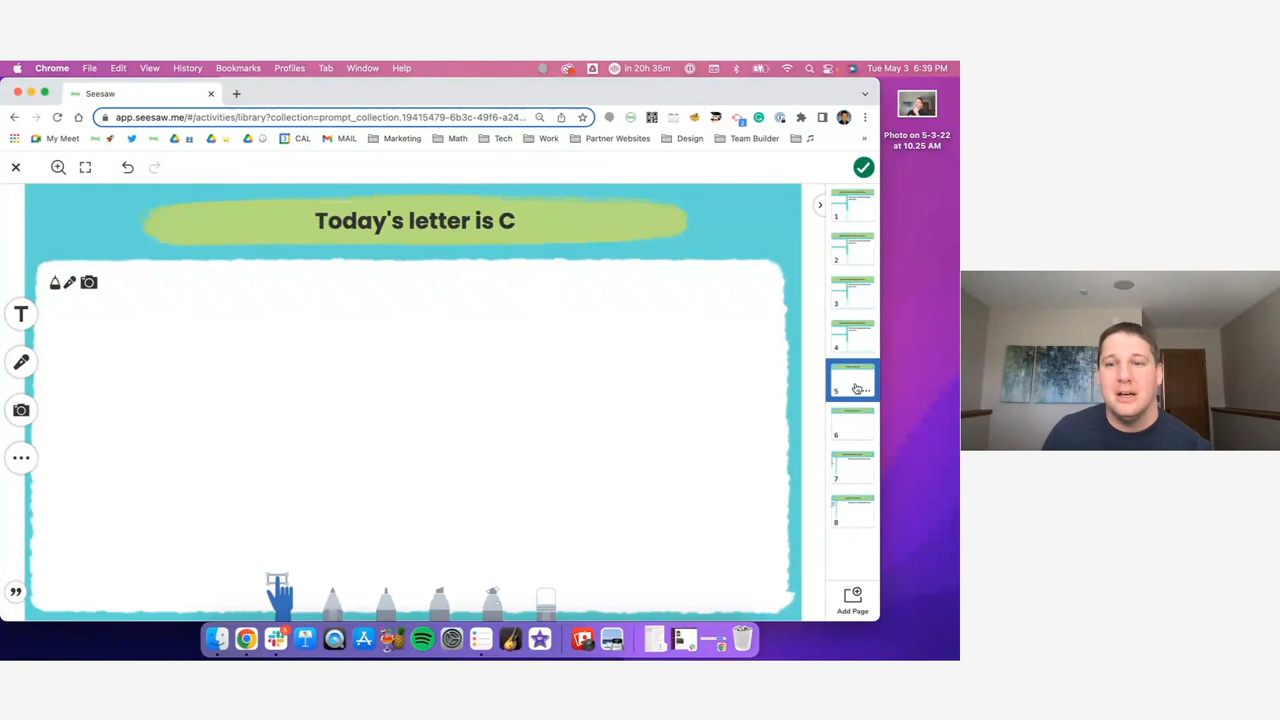 Chrome File Edit View History Bookmarks Profiles Tab Window Help in 20h 35m Tue May 3 6:39 PM
Seesaw
app.seesaw.me/#/activities/library?collection=prompt_collection.19415479-6b3c-49f6-a24...
My Meet CAL MAIL Marketing Math Tech Work Partner Websites Design Team Builder
Photo on 5-3-22
at 10.25 AM
Today's letter is C
T
1
2
3
4
5
6
7
8
Add Page